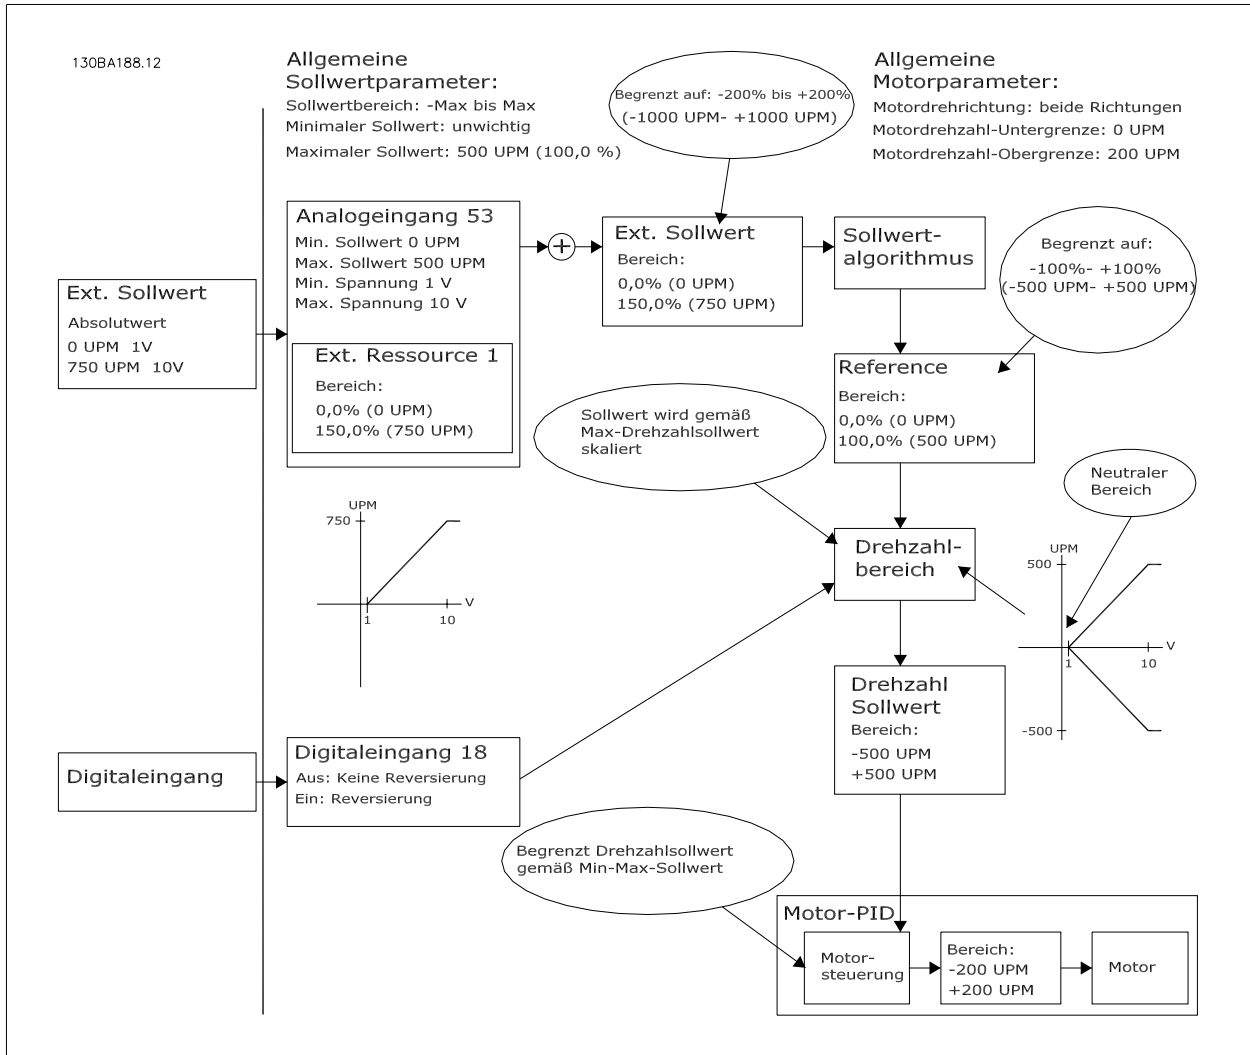 130BA188.12
Allgemeine
Sollwertparameter:
Sollwertbereich: -Max bis Max
Minimaler Sollwert: unwichtig
Maximaler Sollwert: 500 UPM (100,0 %)
Begrenzt auf: -200% bis +200%
(-1000 UPM- +1000 UPM)
Allgemeine
Motorparameter:
Motordrehrichtung: beide Richtungen
Motordrehzahl-Untergrenze: 0 UPM
Motordrehzahl-Obergrenze: 200 UPM
Ext. Sollwert
Absolutwert
0 UPM 1V
750 UPM 10V
Analogeingang 53
Min. Sollwert 0 UPM
Max. Sollwert 500 UPM
Min. Spannung 1 V
Max. Spannung 10 V
Ext. Ressource 1
Bereich:
0,0% (0 UPM)
150,0% (750 UPM)
+
Ext. Sollwert
Bereich:
0,0% (0 UPM)
150,0% (750 UPM)
Sollwert-
algorithmus
Begrenzt auf:
-100%- +100%
(-500 UPM- +500 UPM)
Reference
Bereich:
0,0% (0 UPM)
100,0% (500 UPM)
Sollwert wird gemäß
Max-Drehzahlsollwert
skaliert
Neutraler
Bereich
UPM
750
V
1
10
Drehzahl-
bereich
UPM
500
V
1
10
-500
Drehzahl
Sollwert
Bereich:
-500 UPM
+500 UPM
Digitaleingang
Digitaleingang 18
Aus: Keine Reversierung
Ein: Reversierung
Begrenzt Drehzahlsollwert
gemäß Min-Max-Sollwert
Motor-PID
Motor-
steuerung
Bereich:
-200 UPM
+200 UPM
Motor